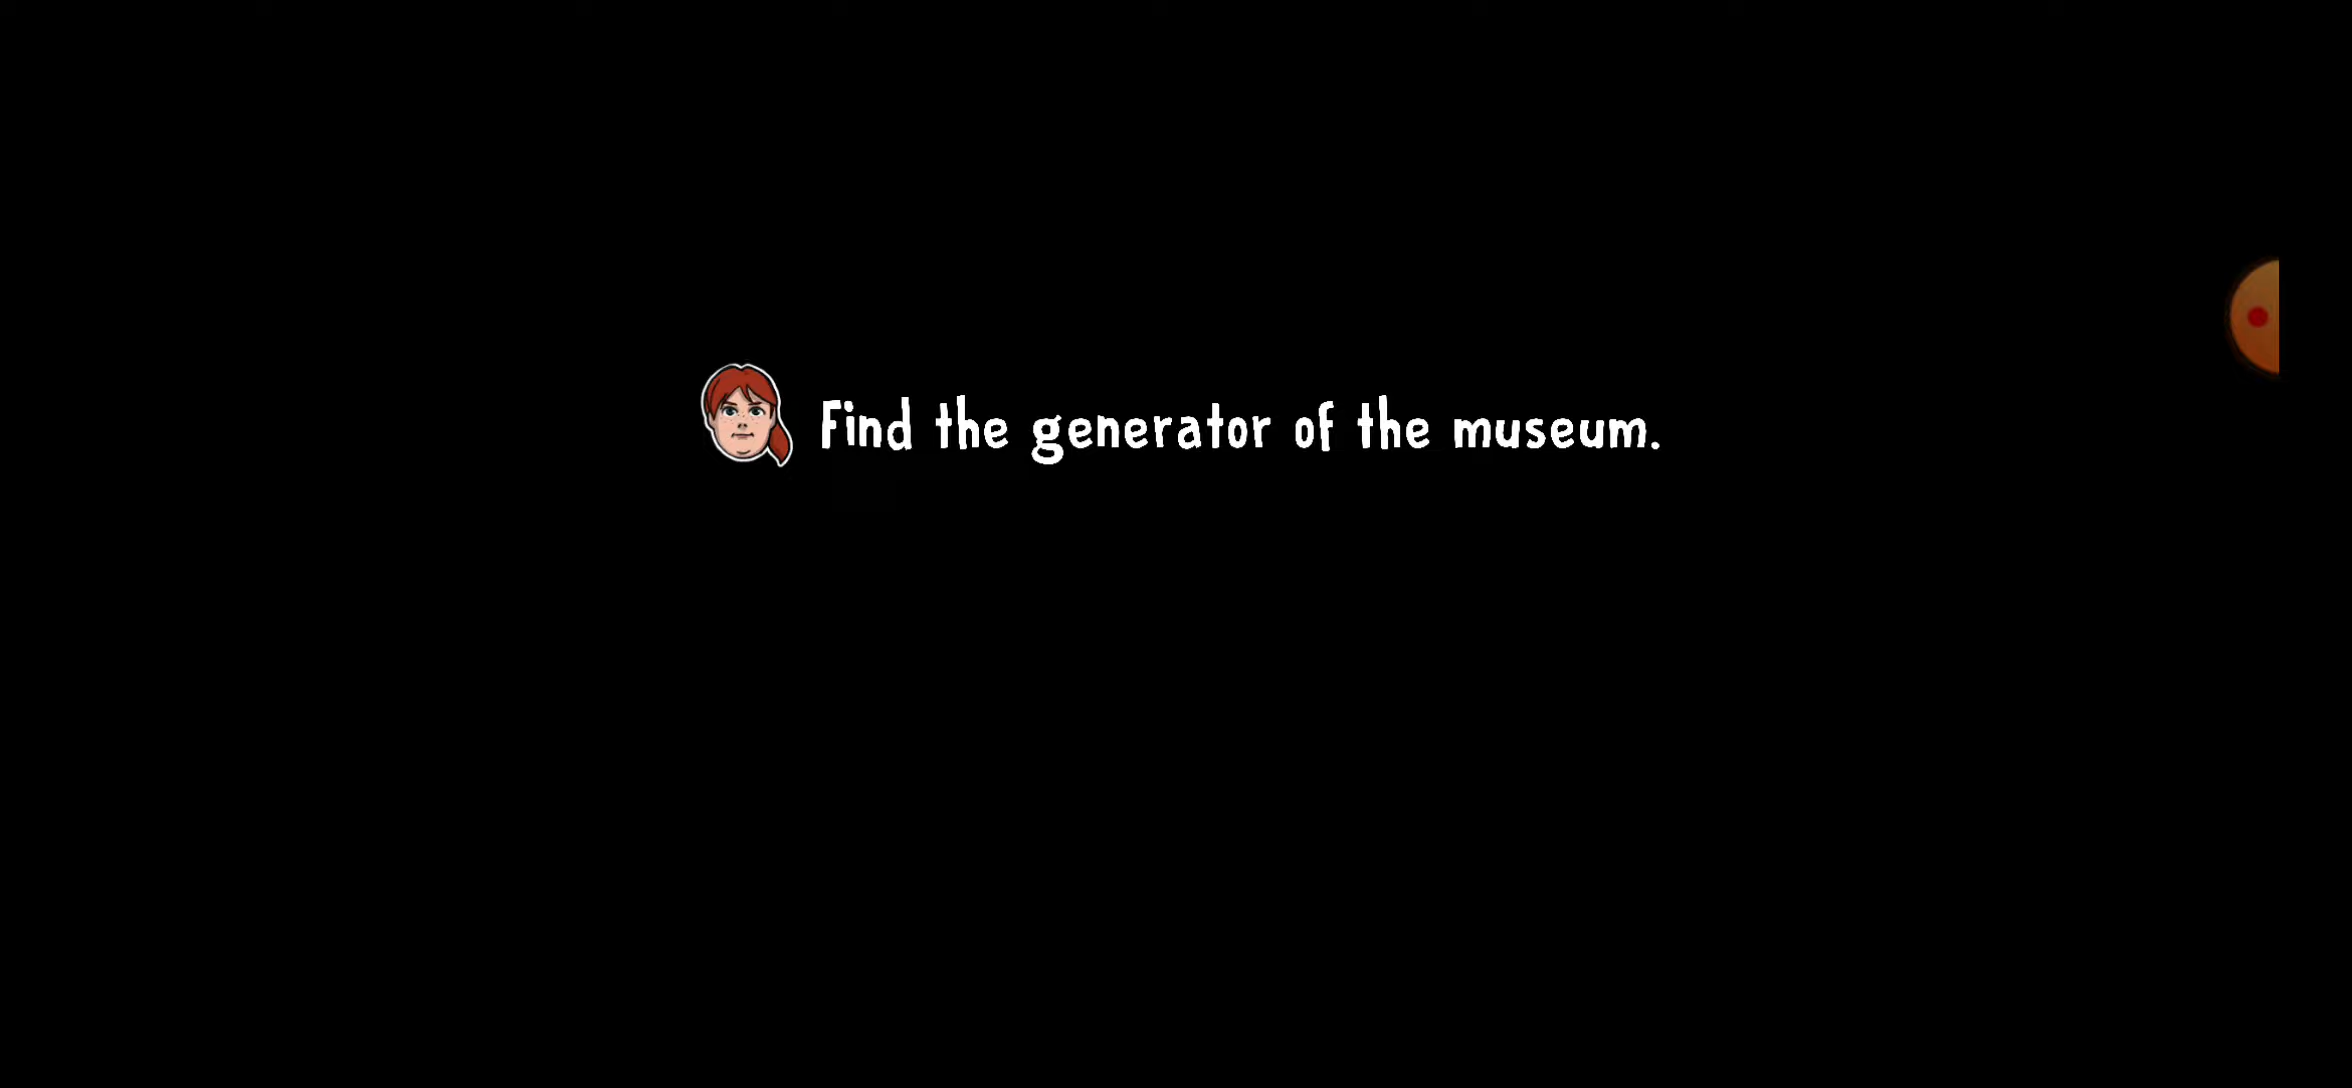 Find the generator of the museum.